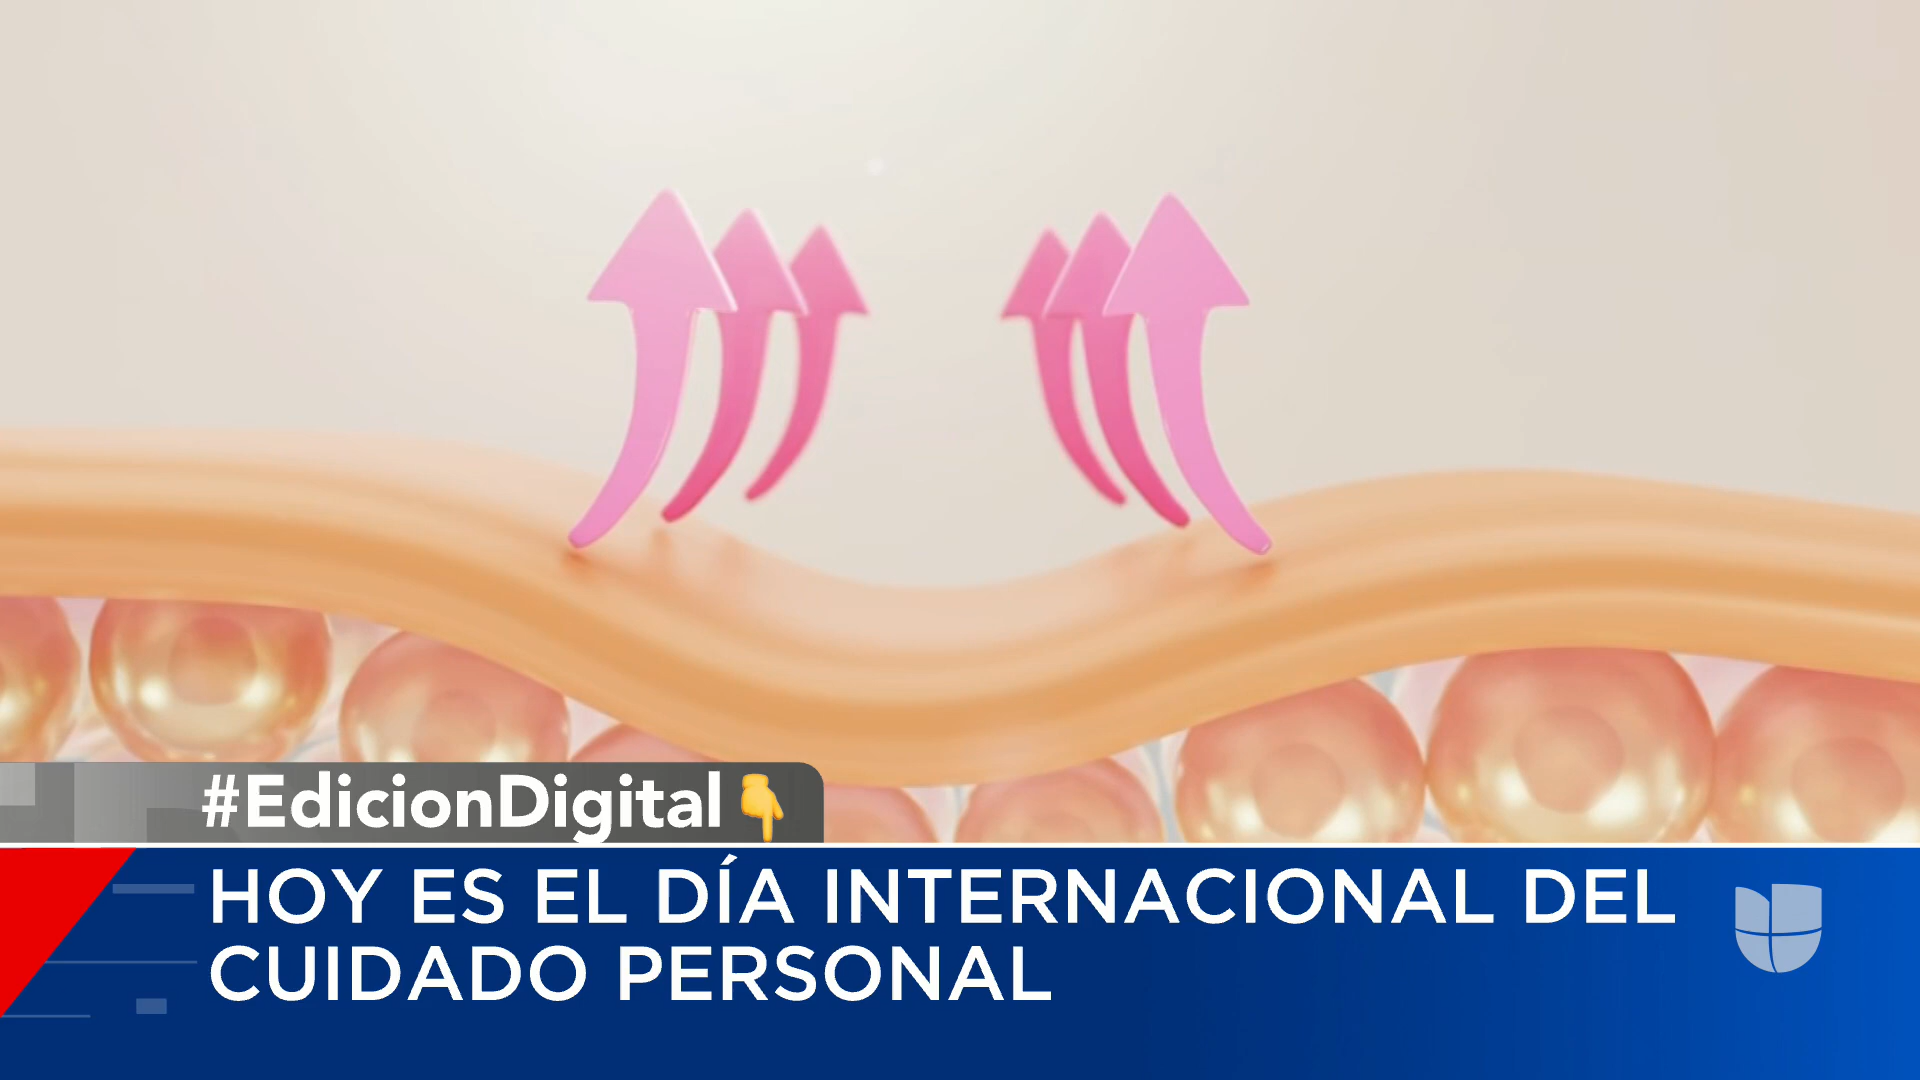 #EdicionDigital👇
HOY ES EL DÍA INTERNACIONAL DEL
CUIDADO PERSONAL